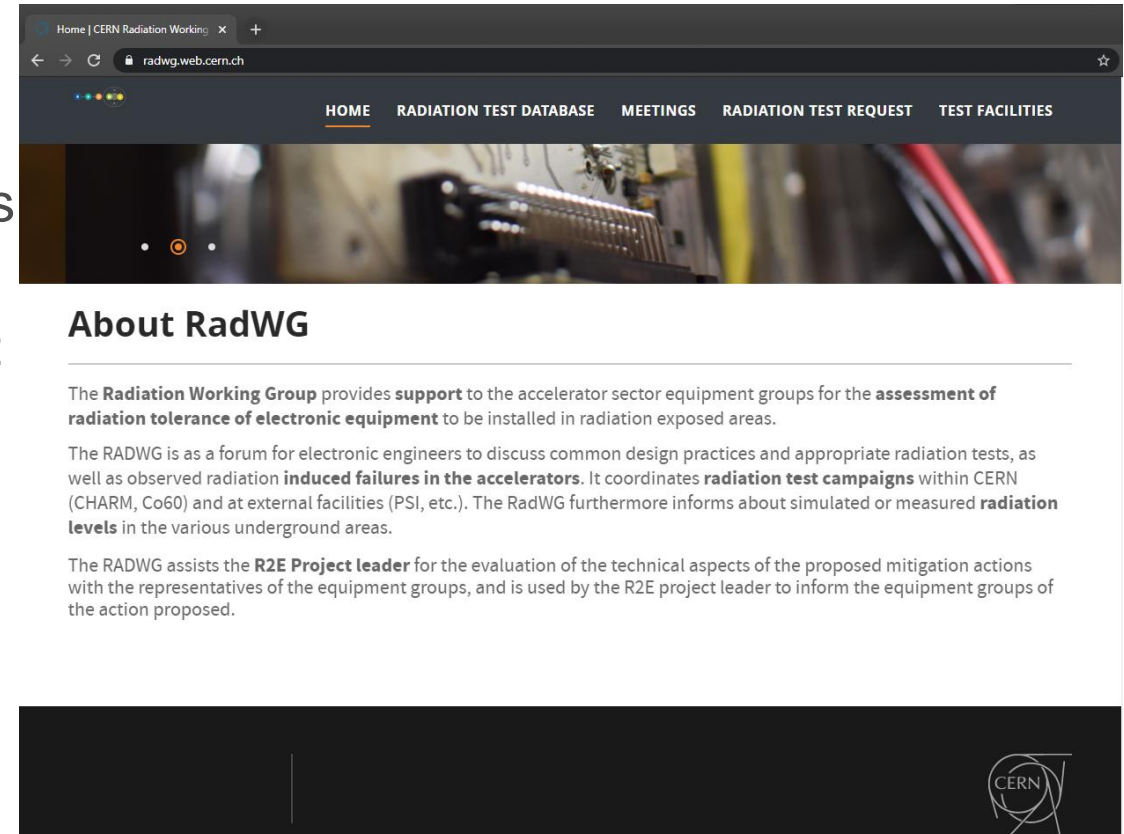 Home | CERN Radiation Working
radwg.web.cern.ch
HOME RADIATION TEST DATABASE MEETINGS RADIATION TEST REQUEST TEST FACILITIES
s
About RadWG
The Radiation Working Group provides support to the accelerator sector equipment groups for the assessment of
radiation tolerance of electronic equipment to be installed in radiation exposed areas.
The RADWG is as a forum for electronic engineers to discuss common design practices and appropriate radiation tests, as
well as observed radiation induced failures in the accelerators. It coordinates radiation test campaigns within CERN
(CHARM, Co60) and at external facilities (PSI, etc.). The RadWG furthermore informs about simulated or measured radiation
levels in the various underground areas.
The RADWG assists the R2E Project leader for the evaluation of the technical aspects of the proposed mitigation actions
with the representatives of the equipment groups, and is used by the R2E project leader to inform the equipment groups of
the action proposed.
CERN